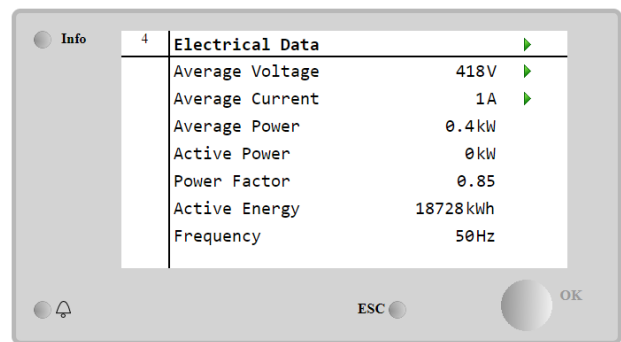 Info
4 Electrical Data
Average Voltage 418V
Average Current 1A
Average Power 0.4kW
Active Power 0kW
Power Factor 0.85
Active Energy 18728kWh
Frequency 50Hz
ESC
OK